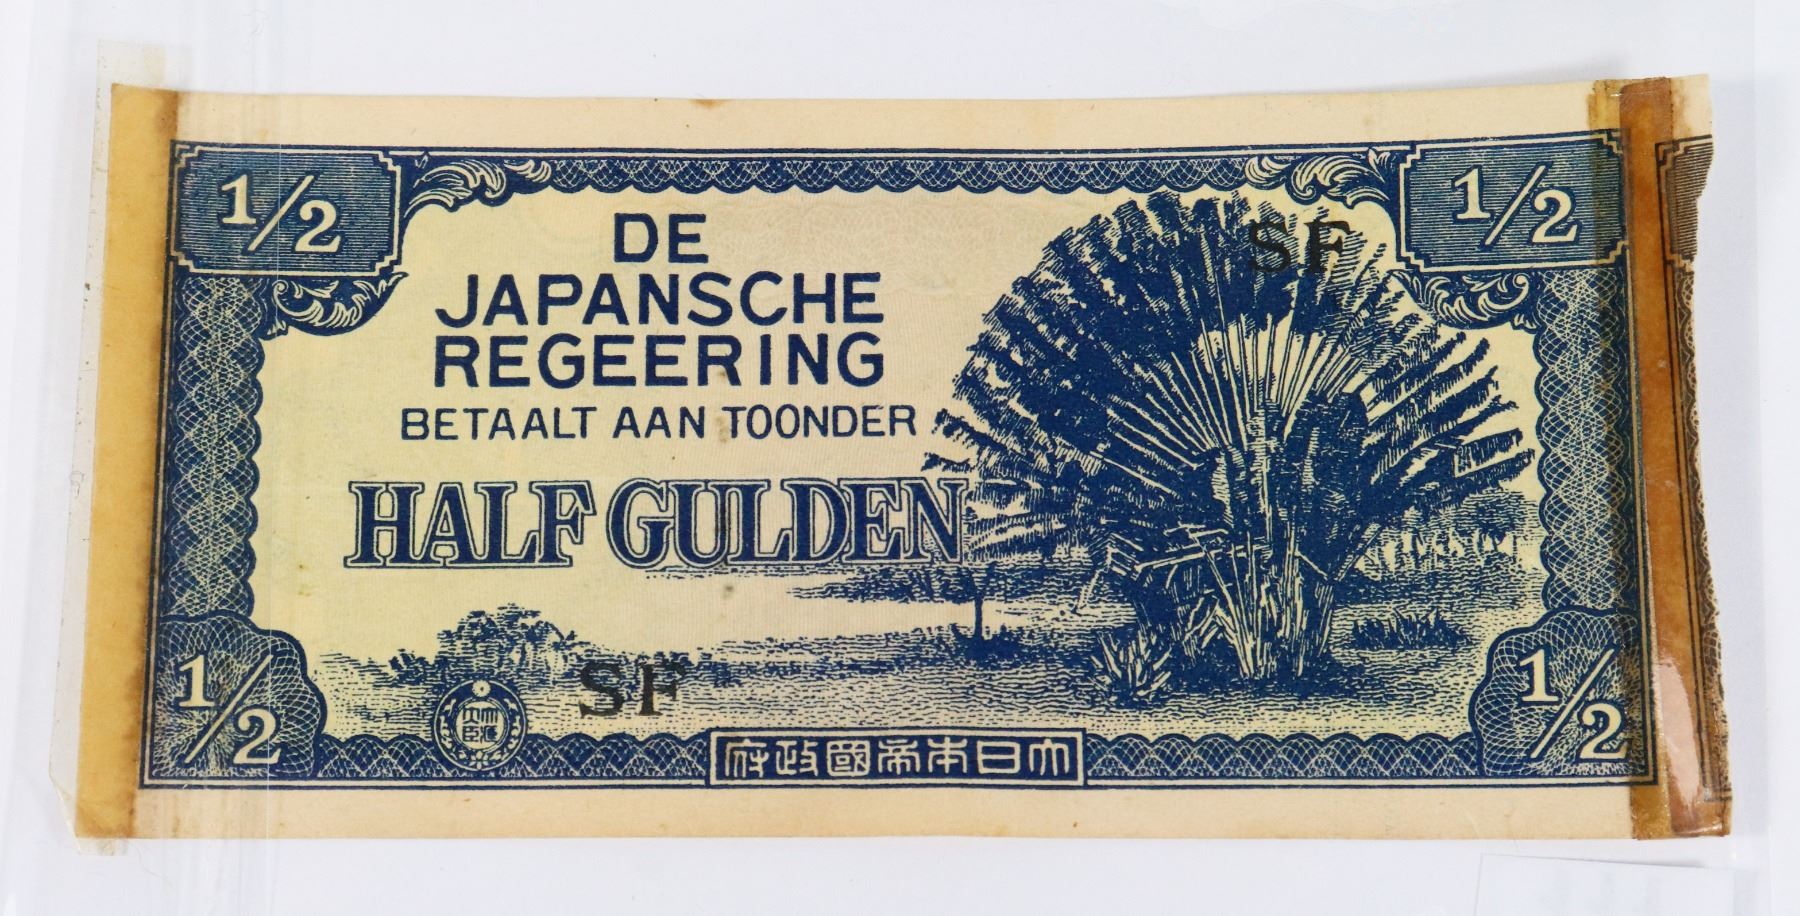 1/2
1/2
DE
JAPANSCHE
REGEERING
BETAALT AAN TOONDER
HALF GULDEN
SF
SF
1/2
1/2
府政國帝本日大